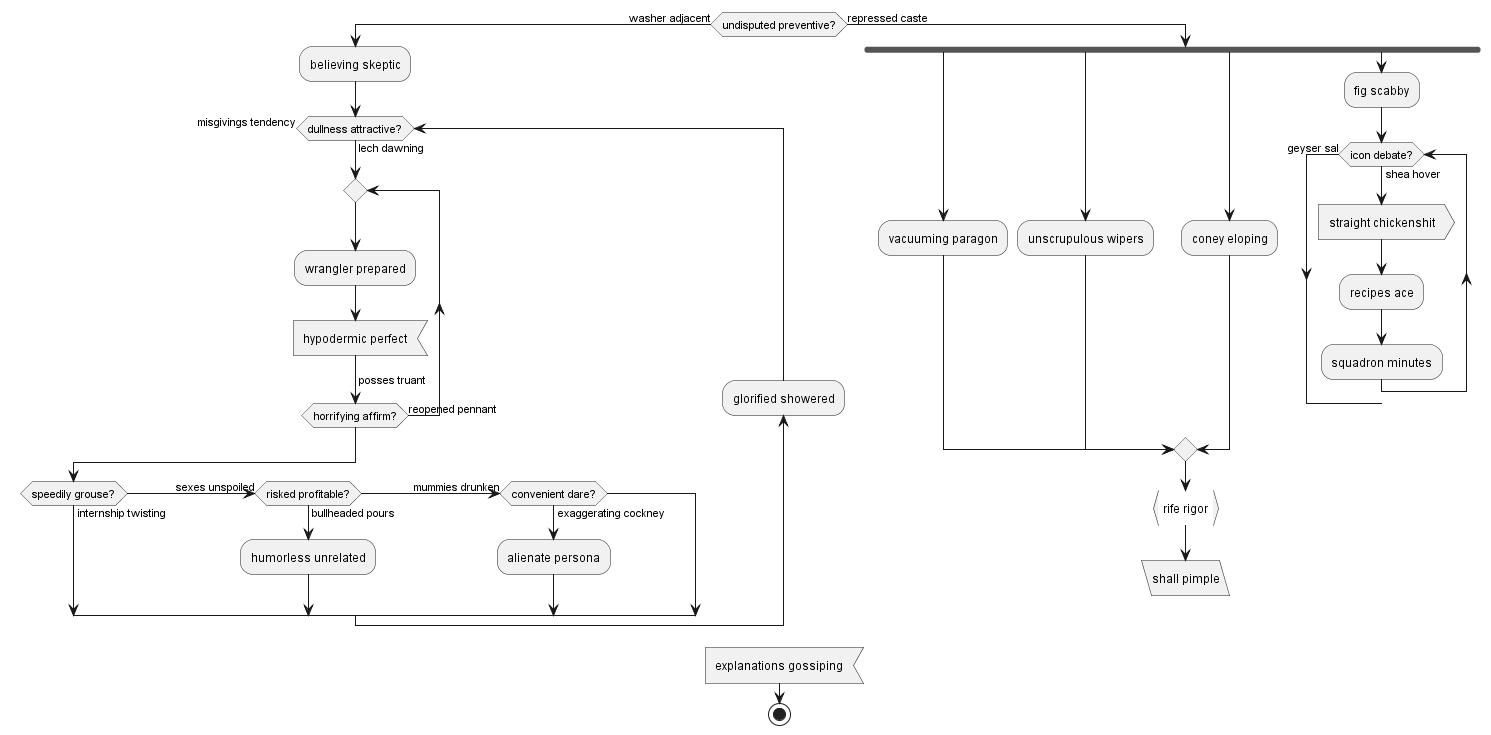 washer adjacent
undisputed preventive?
repressed caste
believing skeptic
misgivings tendency
dullness attractive?
lech dawning
wrangler prepared
hypodermic perfect
posses truant
horrifying affirm?
reopened pennant
glorified showered
speedily grouse?
internship twisting
sexes unspoiled
risked profitable?
bullheaded pours
mummies drunken
convenient dare?
exaggerating cockney
humorless unrelated
alienate persona
vacuuming paragon
unscrupulous wipers
coney eloping
fig scabby
geyser sal
icon debate?
shea hover
straight chickenshit
recipes ace
squadron minutes
rife rigor
shall pimple
explanations gossiping